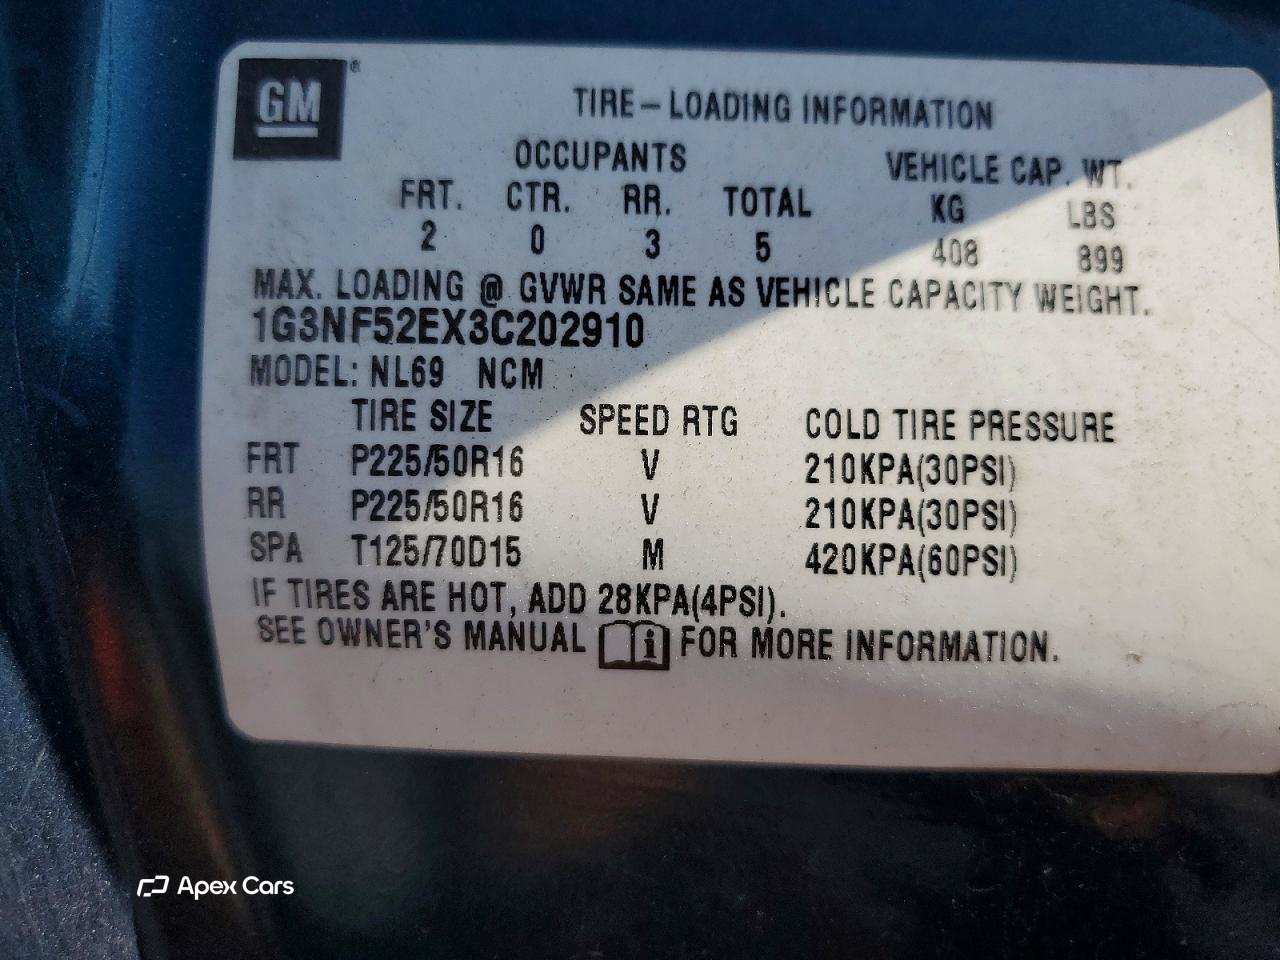 GM ®
TIRE – LOADING INFORMATION
OCCUPANTS VEHICLE CAP. WT.
FRT. CTR. RR. TOTAL KG LBS
2 0 3 5 408 899
MAX. LOADING @ GVWR SAME AS VEHICLE CAPACITY WEIGHT.
1G3NF52EX3C202910
MODEL: NL69 NCM
TIRE SIZE SPEED RTG COLD TIRE PRESSURE
FRT P225/50R16 V 210KPA(30PSI)
RR P225/50R16 V 210KPA(30PSI)
SPA T125/70D15 M 420KPA(60PSI)
IF TIRES ARE HOT, ADD 28KPA(4PSI).
SEE OWNER'S MANUAL i FOR MORE INFORMATION.
Apex Cars